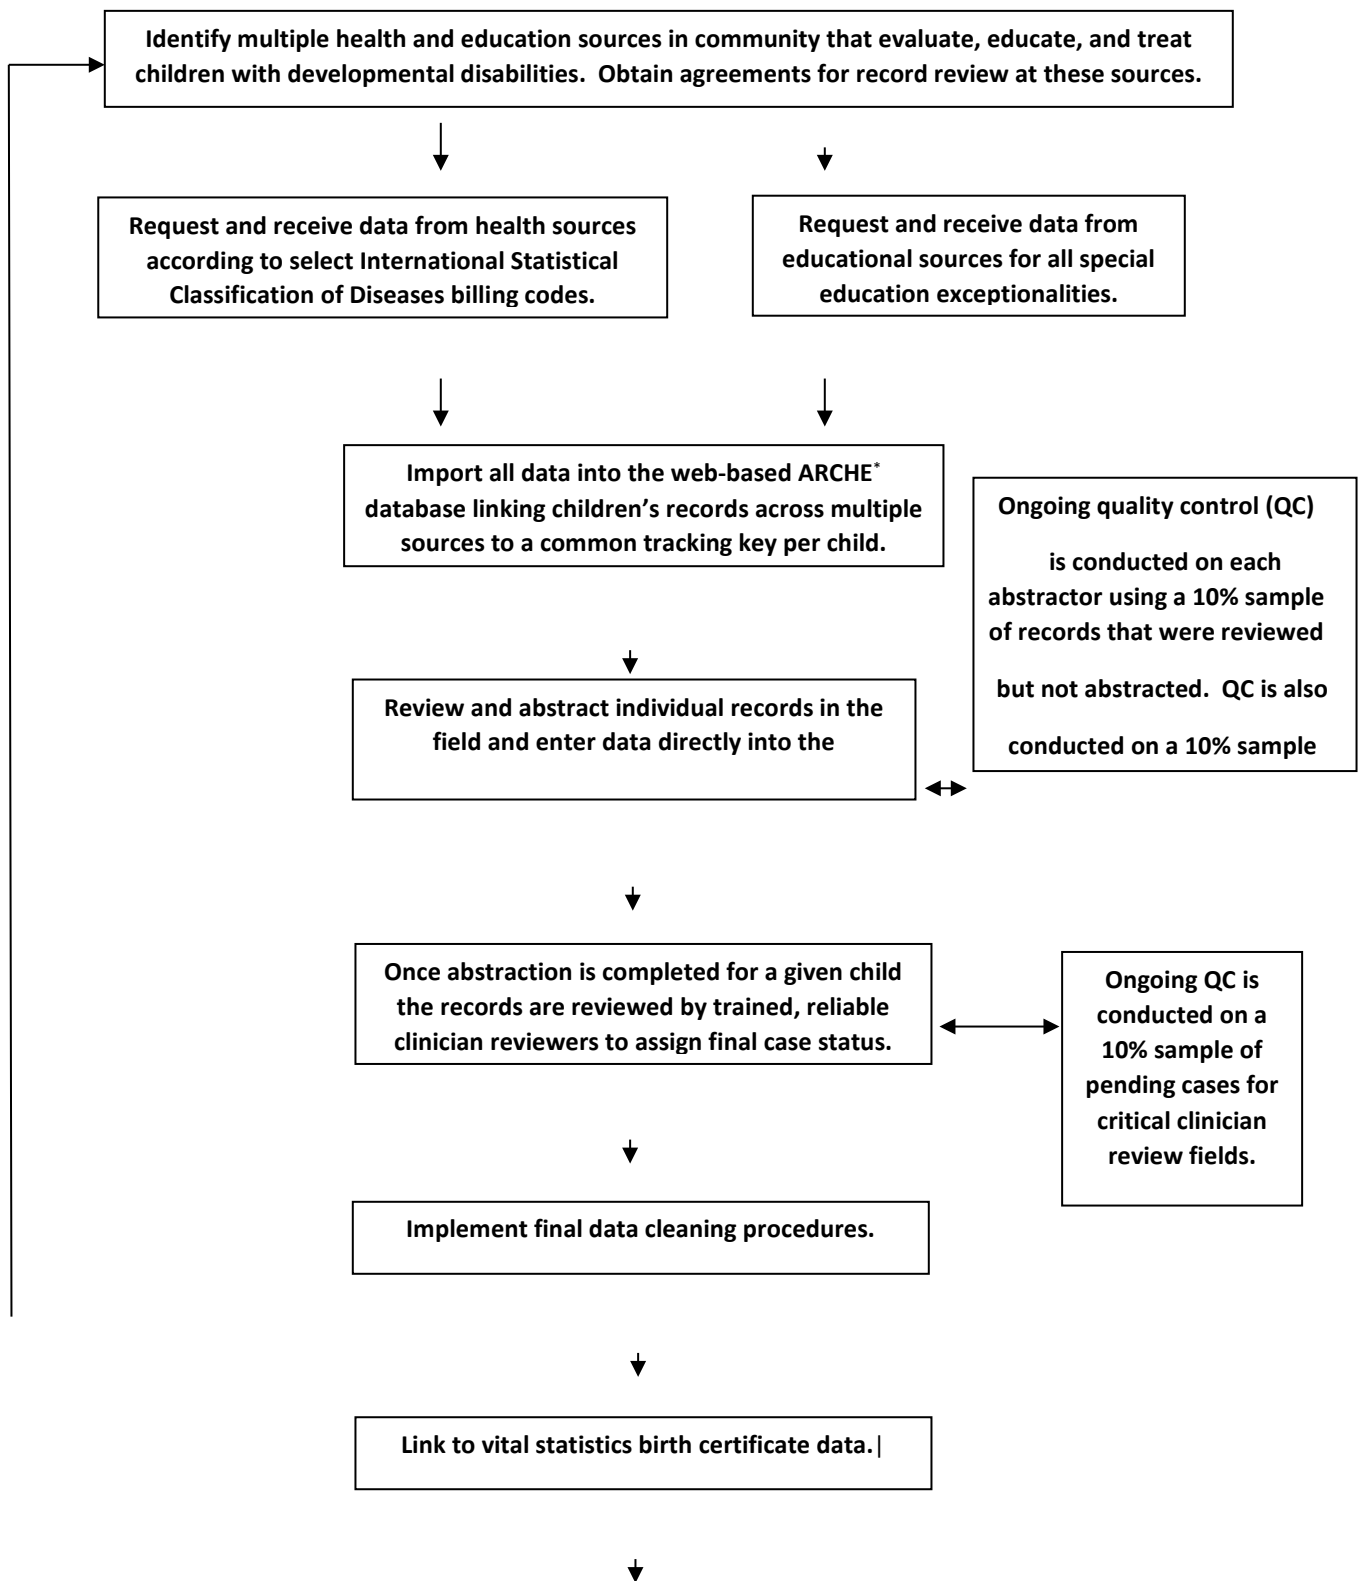 Identify multiple health and education sources in community that evaluate, educate, and treat
children with developmental disabilities.  Obtain agreements for record review at these sources.
Request and receive data from health sources
according to select International Statistical
Classification of Diseases billing codes.
Request and receive data from
educational sources for all special
education exceptionalities.
Import all data into the web-based ARCHE*
database linking children’s records across multiple
sources to a common tracking key per child.
Ongoing quality control (QC)
is conducted on each
abstractor using a 10% sample
of records that were reviewed
but not abstracted.  QC is also
conducted on a 10% sample
Review and abstract individual records in the
field and enter data directly into the
Once abstraction is completed for a given child
the records are reviewed by trained, reliable
clinician reviewers to assign final case status.
Ongoing QC is
conducted on a
10% sample of
pending cases for
critical clinician
review fields.
Implement final data cleaning procedures.
Link to vital statistics birth certificate data.|